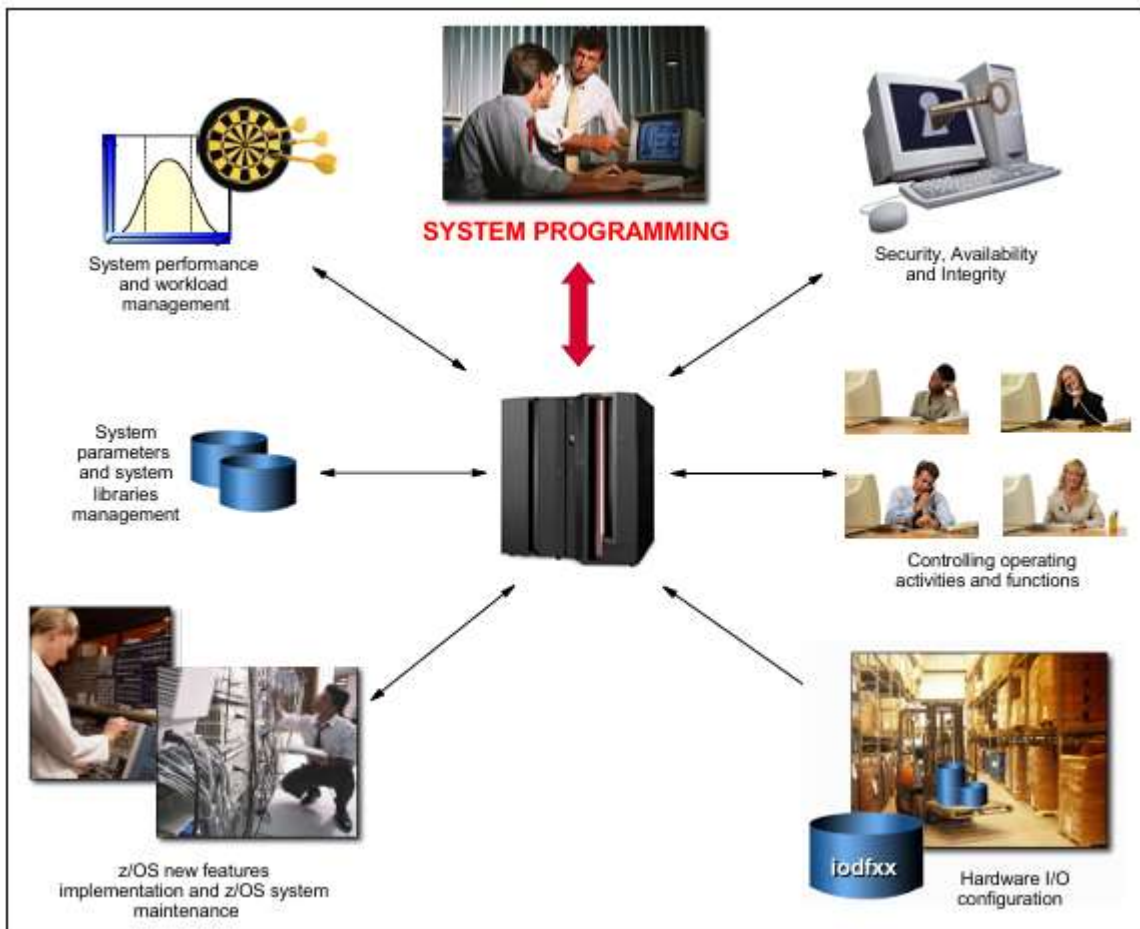 SYSTEM PROGRAMMING
System performance
and workload
management
Security, Availability
and Integrity
System
parameters
and system
libraries
management
Controlling operating
activities and functions
z/OS new features
implementation and z/OS system
maintenance
iodfxx
Hardware I/O
configuration